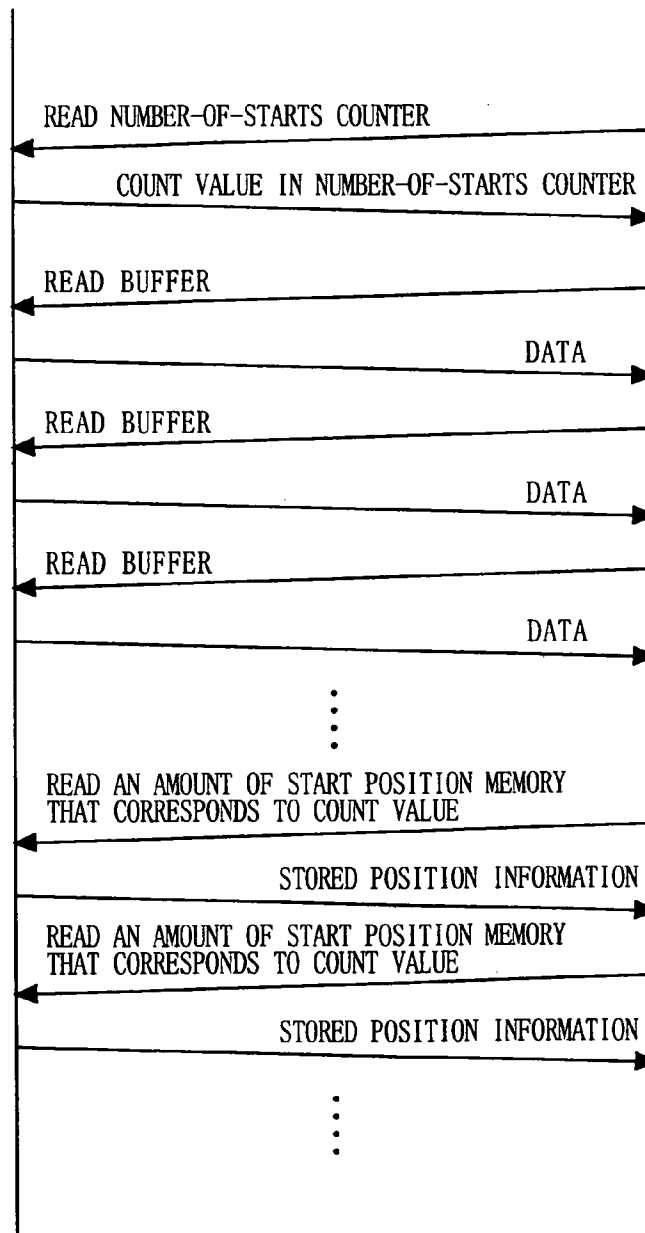 READ NUMBER-OF-STARTS COUNTER
COUNT VALUE IN NUMBER-OF-STARTS COUNTER
READ BUFFER
DATA
READ BUFFER
DATA
READ BUFFER
DATA
READ AN AMOUNT OF START POSITION MEMORY
THAT CORRESPONDS TO COUNT VALUE
STORED POSITION INFORMATION
READ AN AMOUNT OF START POSITION MEMORY
THAT CORRESPONDS TO COUNT VALUE
STORED POSITION INFORMATION